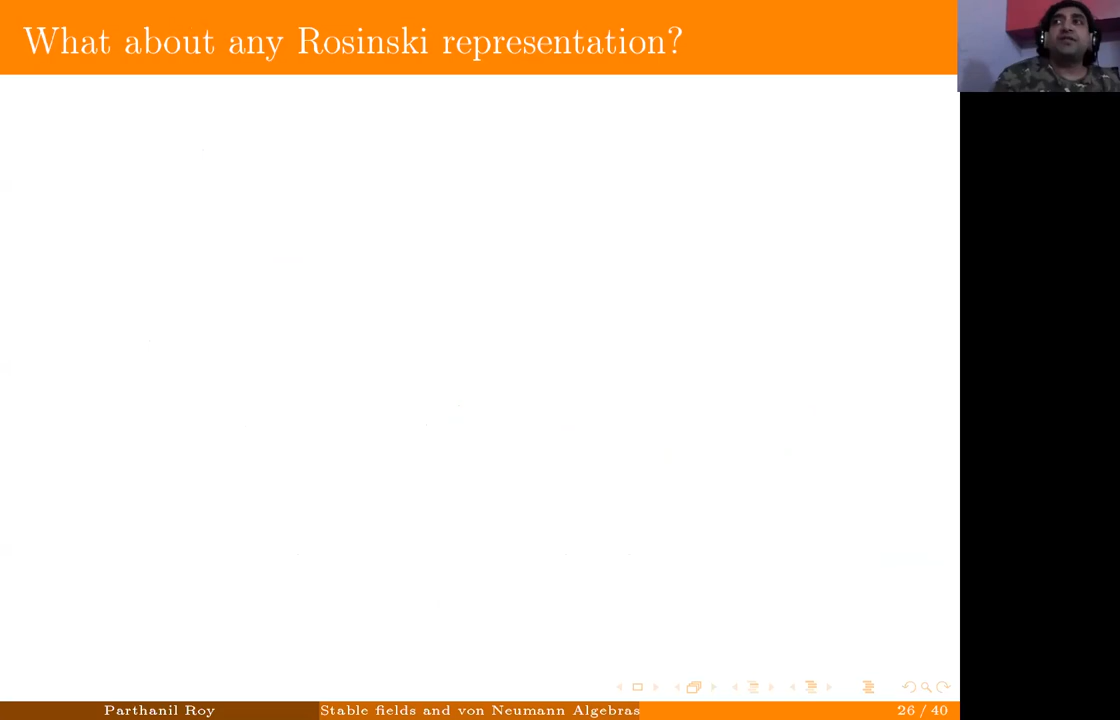 What about any Rosinski representation?
Parthanil Roy
Stable fields and von Neumann Algebras
26 / 40